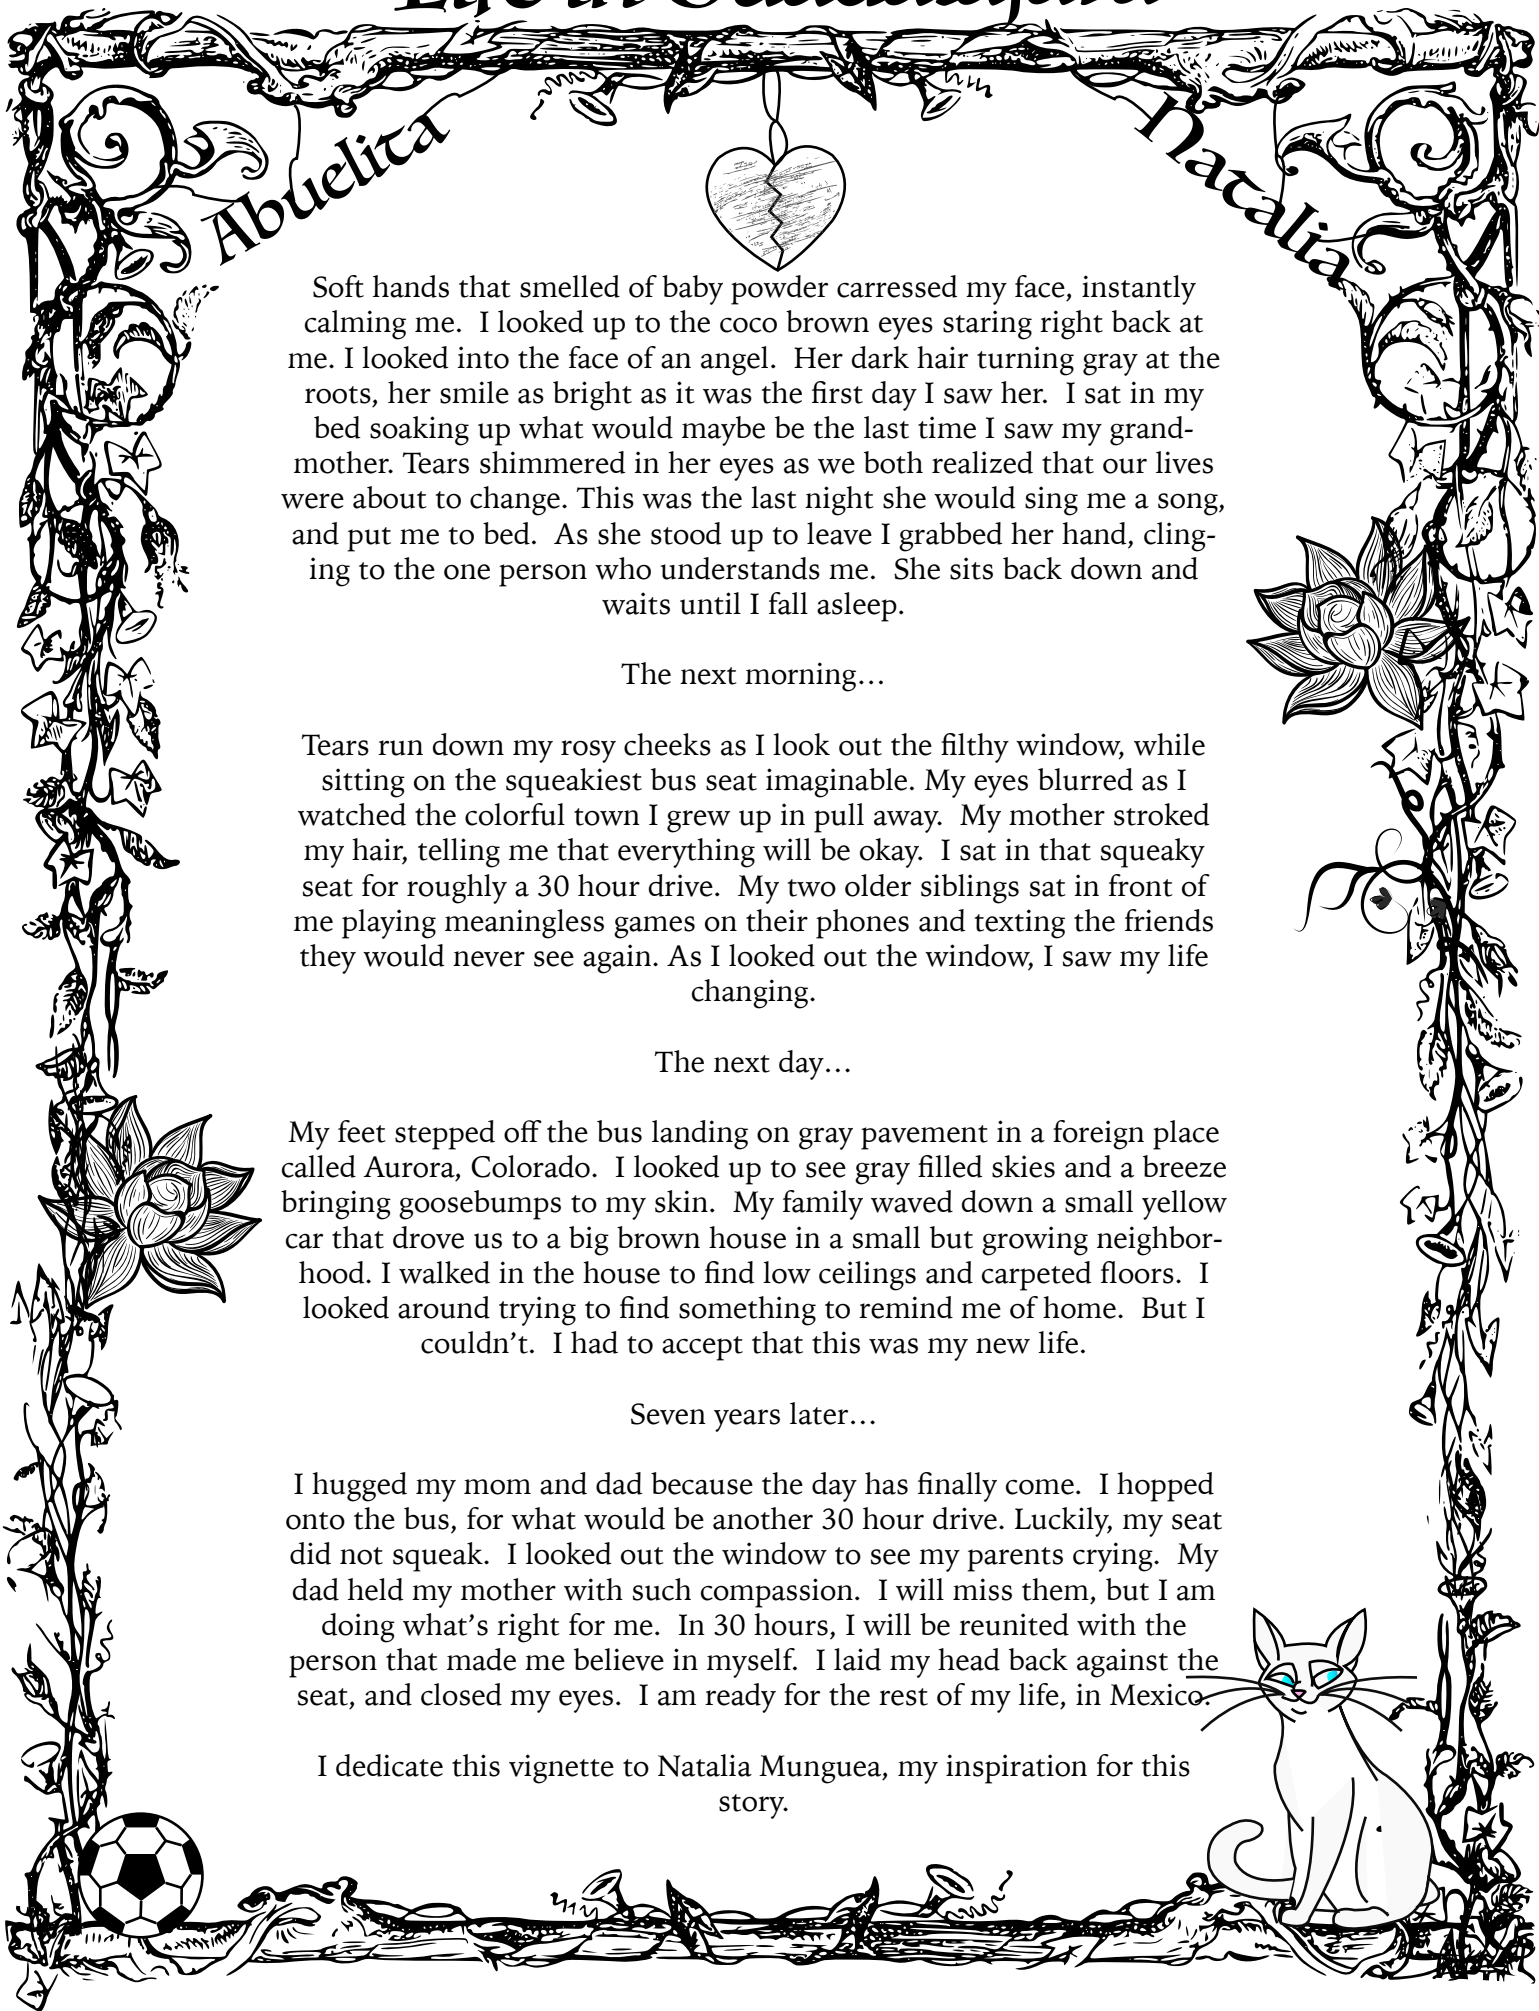 Life in
Abuelita
Natalia
Soft hands that smelled of baby powder carressed my face, instantly
calming me.  I looked up to the coco brown eyes staring right back at
me. I looked into the face of an angel.  Her dark hair turning gray at the
roots, her smile as bright as it was the first day I saw her.  I sat in my
bed soaking up what would maybe be the last time I saw my grand-
mother. Tears shimmered in her eyes as we both realized that our lives
were about to change. This was the last night she would sing me a song,
and put me to bed.  As she stood up to leave I grabbed her hand, cling-
ing to the one person who understands me.  She sits back down and
waits until I fall asleep.
The next morning…
Tears run down my rosy cheeks as I look out the filthy window, while
sitting on the squeakiest bus seat imaginable. My eyes blurred as I
watched the colorful town I grew up in pull away.  My mother stroked
my hair, telling me that everything will be okay.  I sat in that squeaky
seat for roughly a 30 hour drive.  My two older siblings sat in front of
me playing meaningless games on their phones and texting the friends
they would never see again. As I looked out the window, I saw my life
changing.
The next day…
My feet stepped off the bus landing on gray pavement in a foreign place
called Aurora, Colorado.  I looked up to see gray filled skies and a breeze
bringing goosebumps to my skin.  My family waved down a small yellow
car that drove us to a big brown house in a small but growing neighbor-
hood. I walked in the house to find low ceilings and carpeted floors.  I
looked around trying to find something to remind me of home.  But I
couldn’t.  I had to accept that this was my new life.
Seven years later…
I hugged my mom and dad because the day has finally come.  I hopped
onto the bus, for what would be another 30 hour drive. Luckily, my seat
did not squeak.  I looked out the window to see my parents crying.  My
dad held my mother with such compassion.  I will miss them, but I am
doing what’s right for me.  In 30 hours, I will be reunited with the
person that made me believe in myself.  I laid my head back against the
seat, and closed my eyes.  I am ready for the rest of my life, in Mexico.
I dedicate this vignette to Natalia Munguea, my inspiration for this
story.